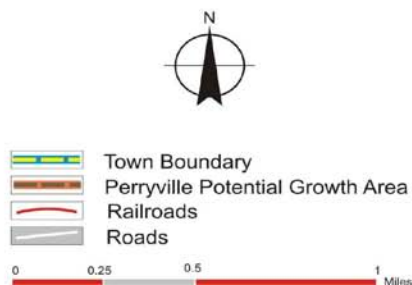 N
Town Boundary
Perryville Potential Growth Area
Railroads
Roads
0 0.25 0.5 1
Miles